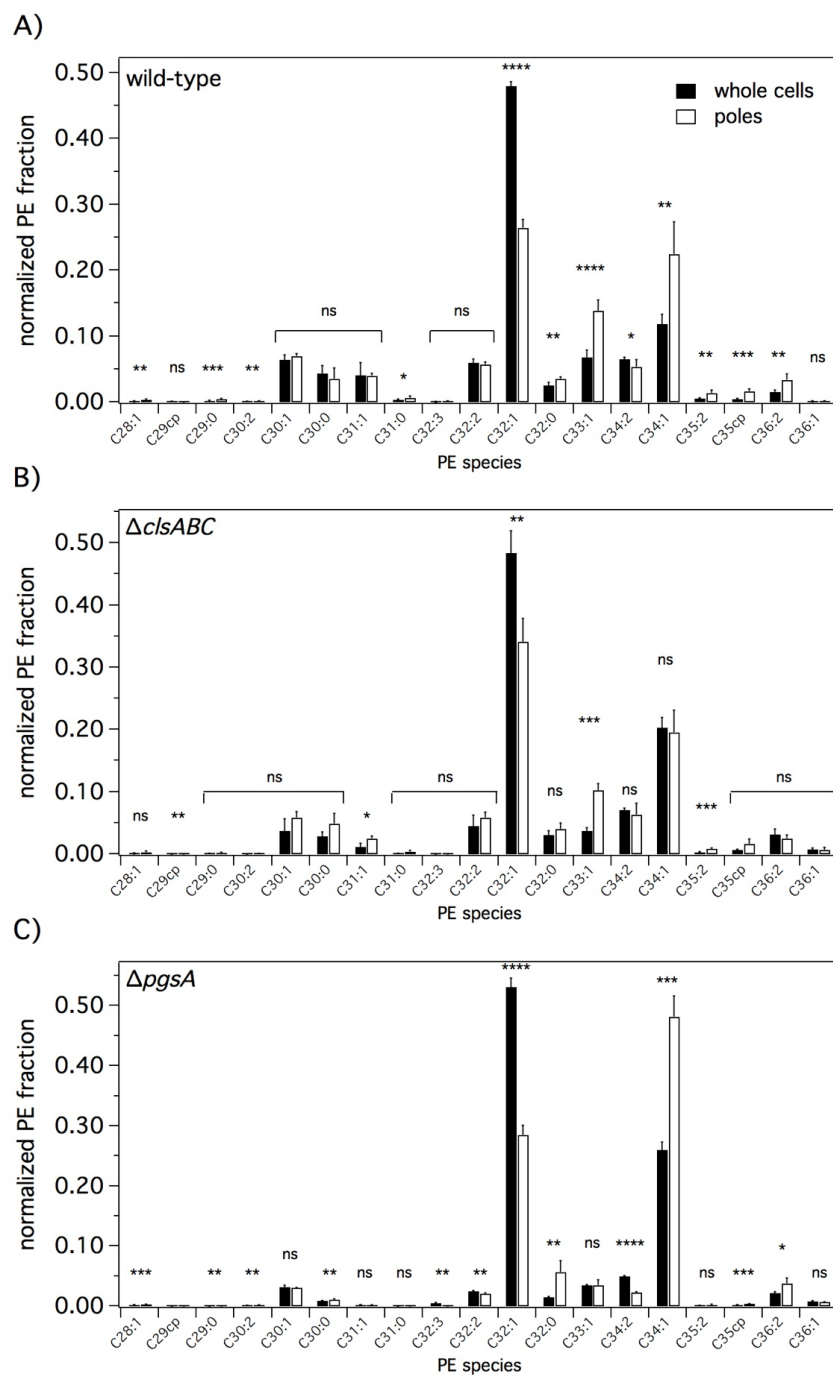 A)
wild-type
whole cells
poles
normalized PE fraction
0.50
0.40
0.30
0.20
0.10
0.00
** ns *** ** ns * ns **** ** **** * ** ** *** ** ns
C28:1 C29cp C29:0 C30:2 C30:1 C30:0 C31:1 C31:0 C32:3 C32:2 C32:1 C32:0 C33:1 C34:2 C34:1 C35:2 C35cp C36:2 C36:1
PE species
B)
ΔclsABC
normalized PE fraction
0.50
0.40
0.30
0.20
0.10
0.00
ns ** ns * ns ** ns *** ns ns *** ns
C28:1 C29cp C29:0 C30:2 C30:1 C30:0 C31:1 C31:0 C32:3 C32:2 C32:1 C32:0 C33:1 C34:2 C34:1 C35:2 C35cp C36:2 C36:1
PE species
C)
ΔpgsA
normalized PE fraction
0.50
0.40
0.30
0.20
0.10
0.00
*** ** ** ns ** ns ns ** ** **** ** ns **** *** ns *** * ns
C28:1 C29cp C29:0 C30:2 C30:1 C30:0 C31:1 C31:0 C32:3 C32:2 C32:1 C32:0 C33:1 C34:2 C34:1 C35:2 C35cp C36:2 C36:1
PE species